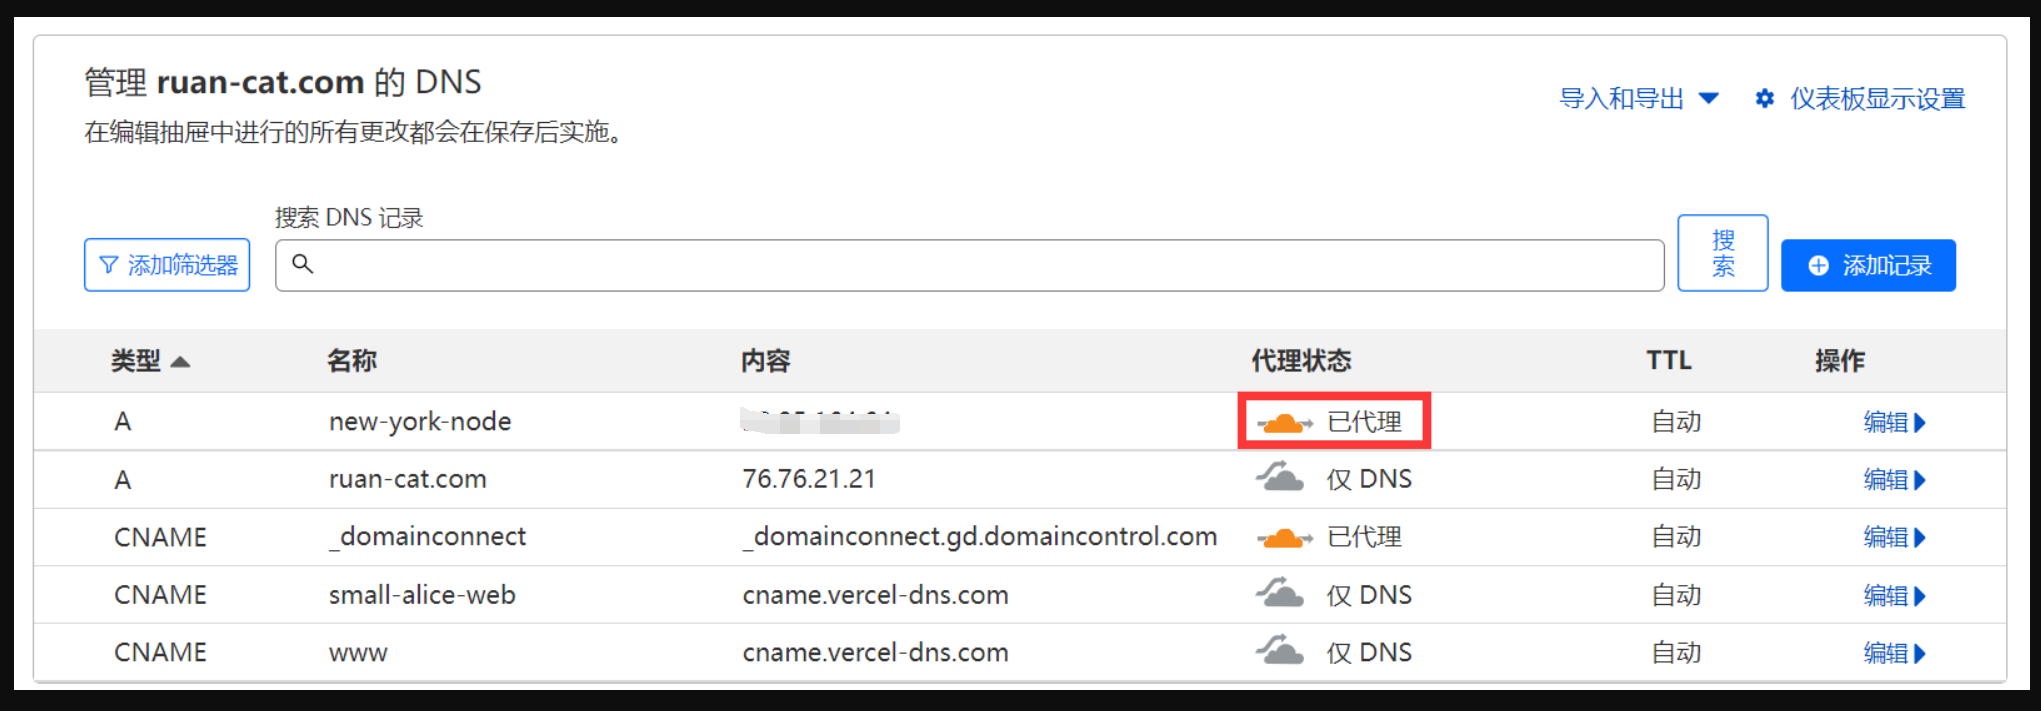 管理 ruan-cat.com 的 DNS
导入和导出 仪表板显示设置
在编辑抽屉中进行的所有更改都会在保存后实施。
搜索 DNS 记录
添加筛选器 搜索 添加记录
类型 名称 内容 代理状态 TTL 操作
A new-york-node 已代理 自动 编辑
A ruan-cat.com 76.76.21.21 仅 DNS 自动 编辑
CNAME _domainconnect _domainconnect.gd.domaincontrol.com 已代理 自动 编辑
CNAME small-alice-web cname.vercel-dns.com 仅 DNS 自动 编辑
CNAME www cname.vercel-dns.com 仅 DNS 自动 编辑